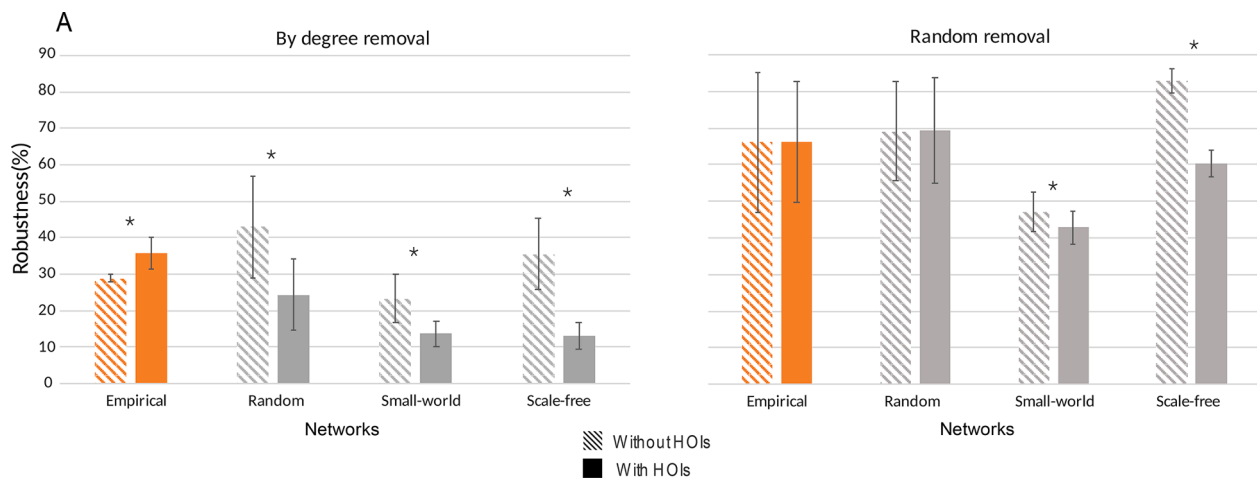 A
By degree removal
Random removal
Robustness(%)
90
80
70
60
50
40
30
20
10
0
*
*
*
*
*
*
Empirical
Random
Small-world
Scale-free
Networks
Empirical
Random
Small-world
Scale-free
Networks
Without HOIs
With HOIs